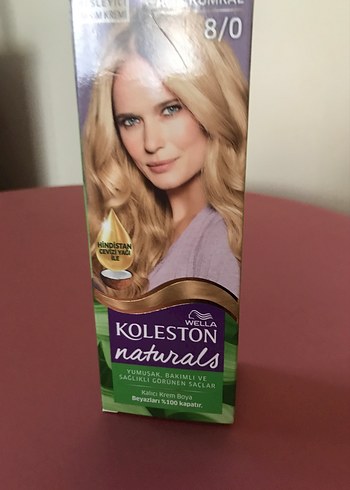 KREMİ
8/0
HİNDİSTAN
CEVİZİ YAĞI
İLE
WELLA
KOLESTON
naturals
YUMUŞAK, BAKIMLI VE
SAĞLIKLI GÖRÜNEN SAÇLAR
Kalıcı Krem Boya
Beyazları %100 kapatır.